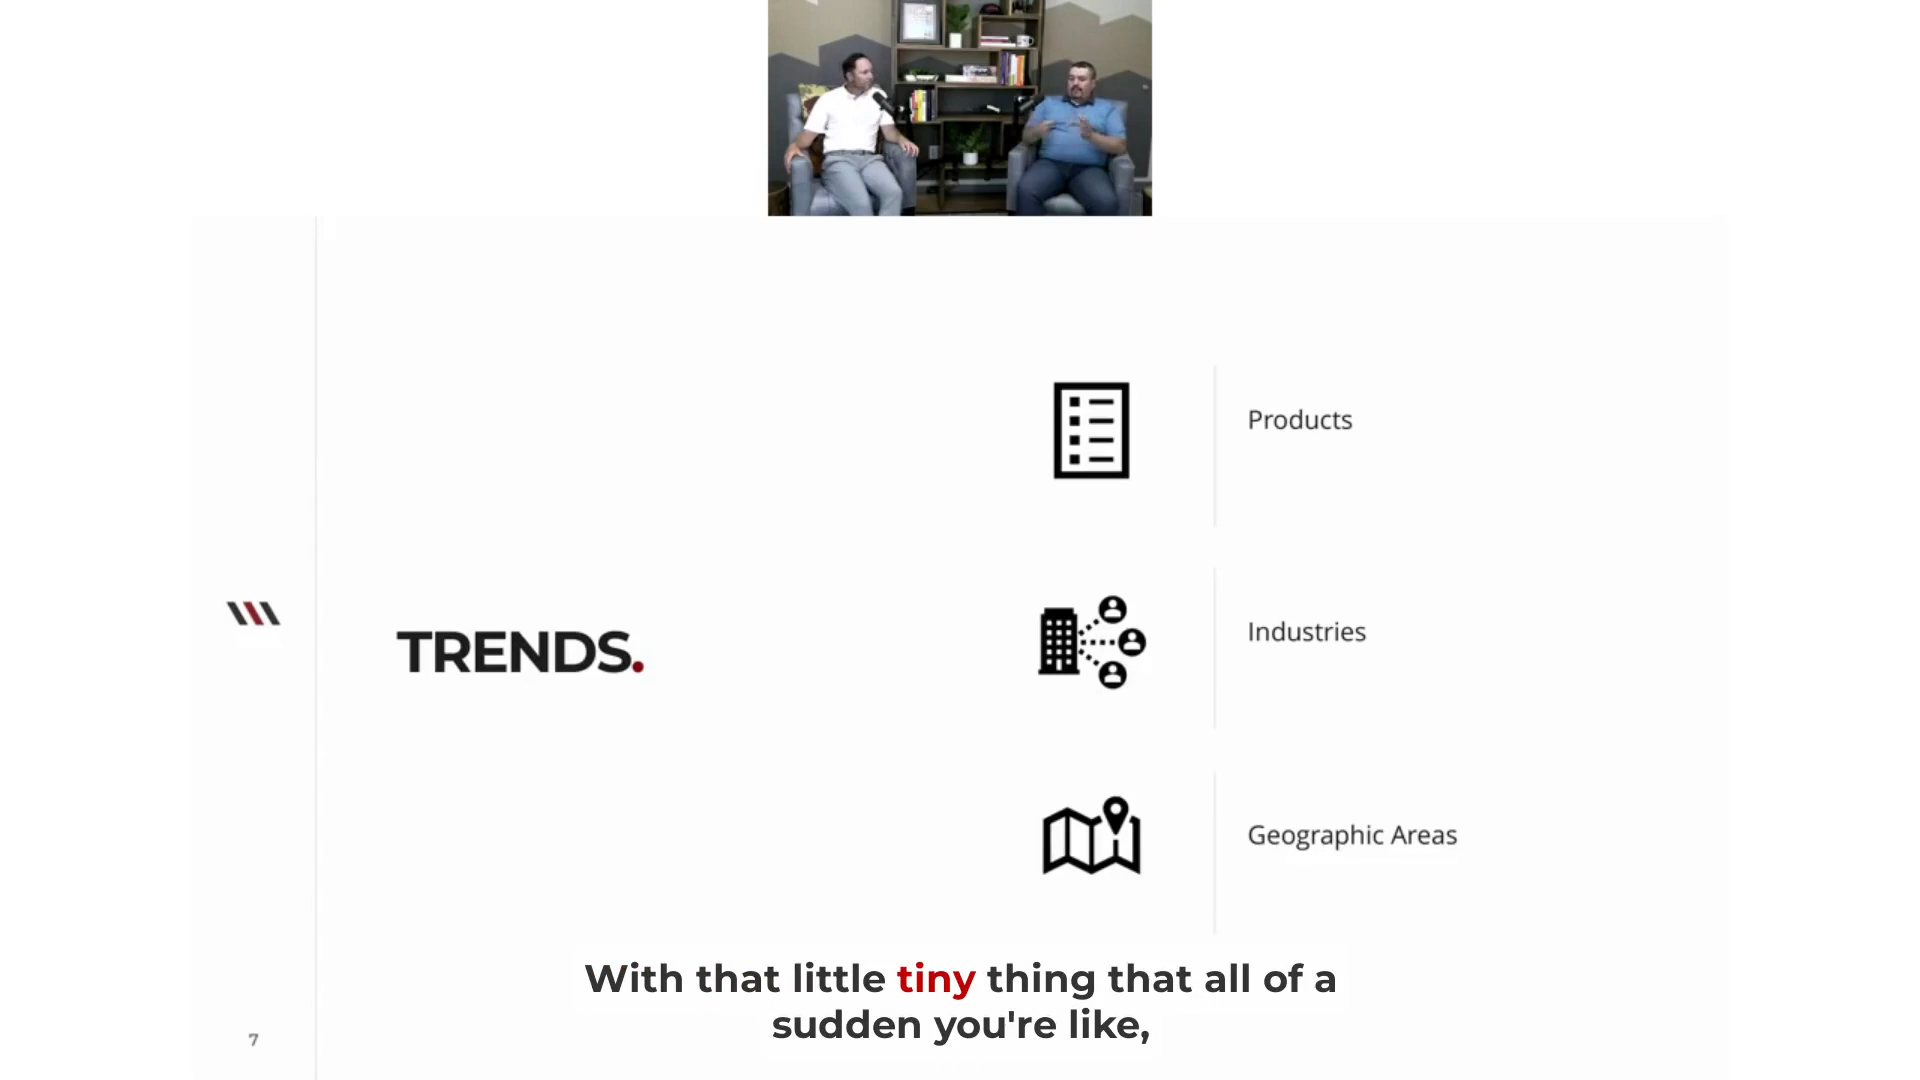 Products
Industries
TRENDS.
Geographic Areas
With that little tiny thing that all of a
sudden you're like,
7